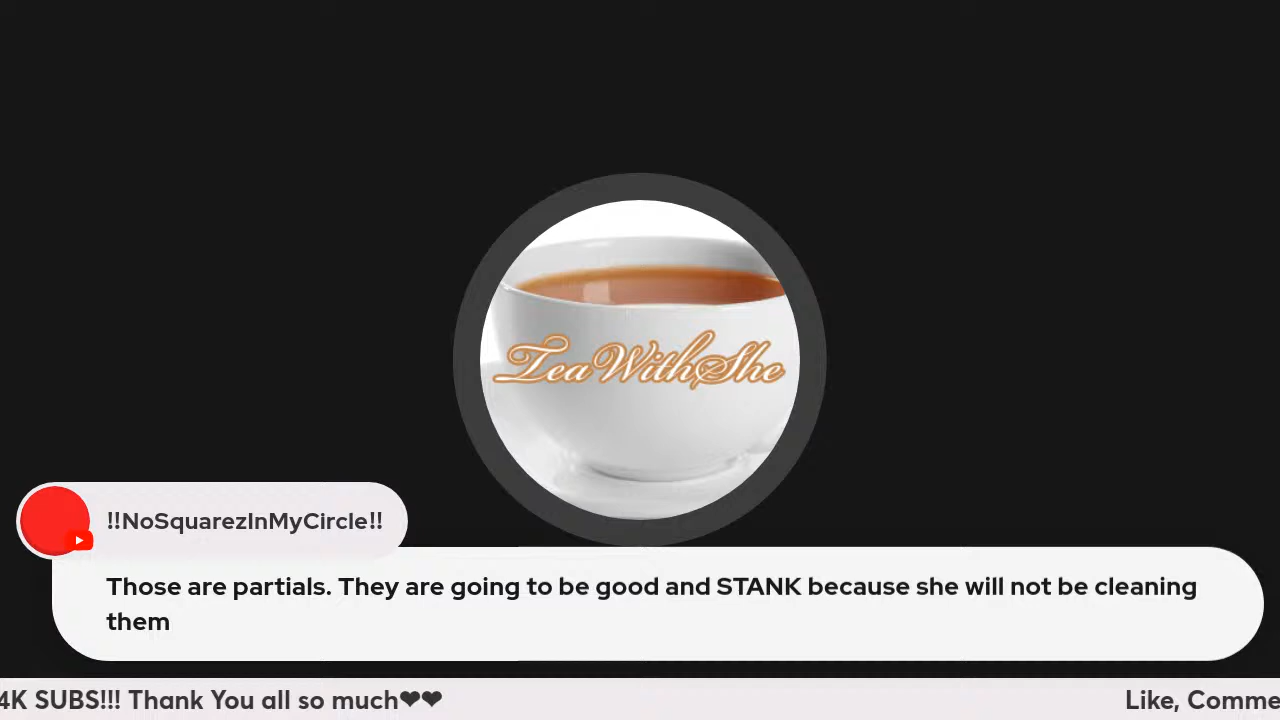 TeaWithShe
!!NoSquarezInMyCircle!!
Those are partials. They are going to be good and STANK because she will not be cleaning
them
4K SUBS!!! Thank You all so much❤❤
Like, Comme